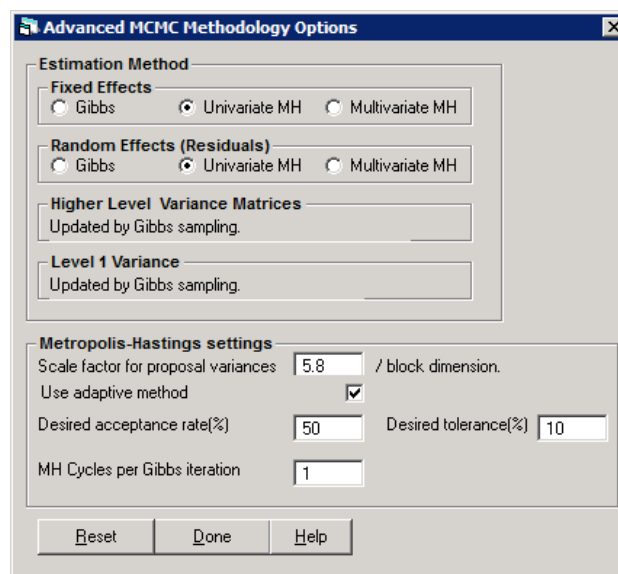 Advanced MCMC Methodology Options
Estimation Method
Fixed Effects
Gibbs Univariate MH Multivariate MH
Random Effects (Residuals)
Gibbs Univariate MH Multivariate MH
Higher Level Variance Matrices
Updated by Gibbs sampling.
Level 1 Variance
Updated by Gibbs sampling.
Metropolis-Hastings settings
Scale factor for proposal variances 5.8 / block dimension.
Use adaptive method
Desired acceptance rate(%) 50 Desired tolerance(%) 10
MH Cycles per Gibbs iteration 1
Reset Done Help